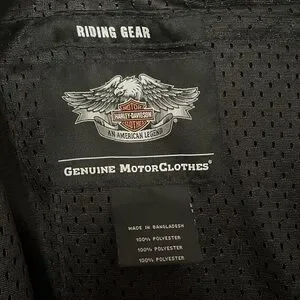 RIDING GEAR
MOTOR
HARLEY-DAVIDSON
CLOTHES
AN AMERICAN LEGEND
GENUINE MOTORCLOTHES®
MADE IN BANGLADESH
100% POLYESTER
100% POLYESTER
100% POLYESTER